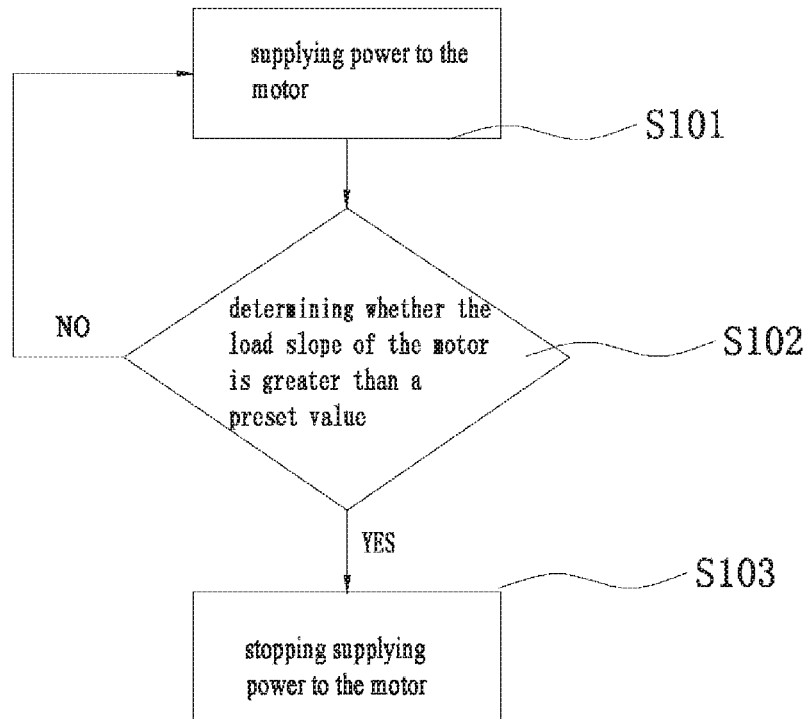 supplying power to the
motor
S101
determining whether the
load slope of the motor
is greater than a
preset value
NO
S102
YES
S103
stopping supplying
power to the motor